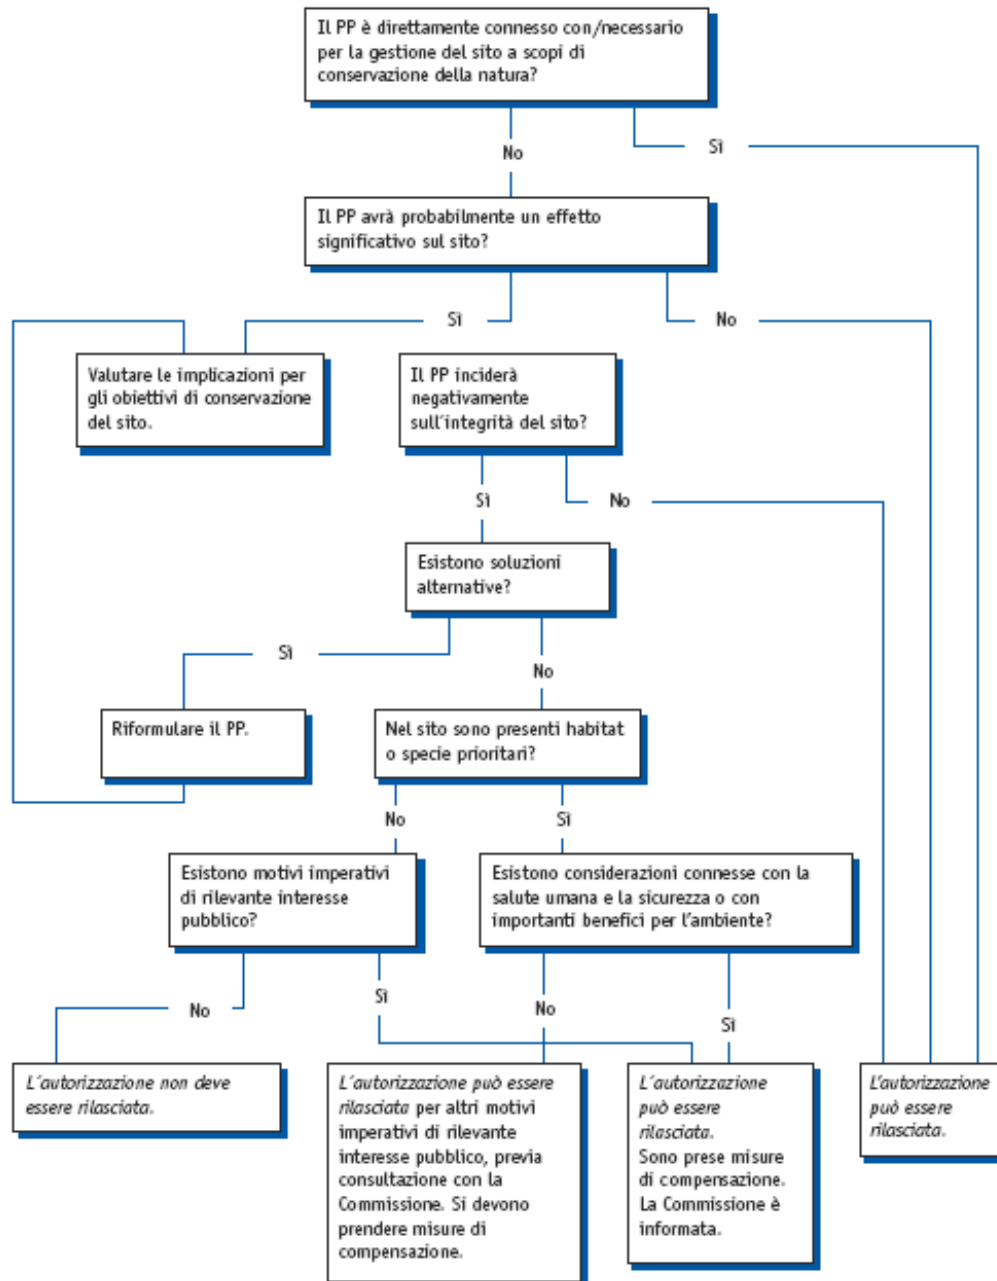 Il PP è direttamente connesso con/necessario
per la gestione del sito a scopi di
conservazione della natura?
Sì
No
Il PP avrà probabilmente un effetto
significativo sul sito?
Sì
No
Valutare le implicazioni per
gli obiettivi di conservazione
del sito.
Il PP inciderà
negativamente
sull'integrità del sito?
Sì
No
Esistono soluzioni
alternative?
Sì
No
Riformulare il PP.
Nel sito sono presenti habitat
o specie prioritari?
No
Sì
Esistono motivi imperativi
di rilevante interesse
pubblico?
Esistono considerazioni connesse con la
salute umana e la sicurezza o con
importanti benefici per l'ambiente?
No
Sì
No
Sì
L'autorizzazione non deve
essere rilasciata.
L'autorizzazione può essere
rilasciata per altri motivi
imperativi di rilevante
interesse pubblico, previa
consultazione con la
Commissione. Si devono
prendere misure di
compensazione.
L'autorizzazione
può essere
rilasciata.
Sono prese misure
di compensazione.
La Commissione è
informata.
L'autorizzazione
può essere
rilasciata.